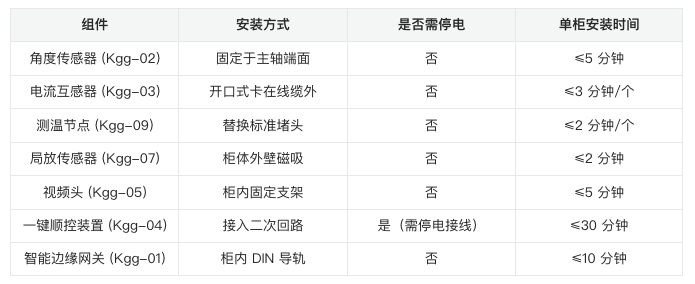 组件 安装方式 是否需停电 单柜安装时间
角度传感器 (Kgg-02) 固定于主轴端面 否 ≤5 分钟
电流互感器 (Kgg-03) 开口式卡在线缆外 否 ≤3 分钟/个
测温节点 (Kgg-09) 替换标准堵头 否 ≤2 分钟/个
局放传感器 (Kgg-07) 柜体外壁磁吸 否 ≤2 分钟
视频头 (Kgg-05) 柜内固定支架 否 ≤5 分钟
一键顺控装置 (Kgg-04) 接入二次回路 是（需停电接线） ≤30 分钟
智能边缘网关 (Kgg-01) 柜内 DIN 导轨 否 ≤10 分钟